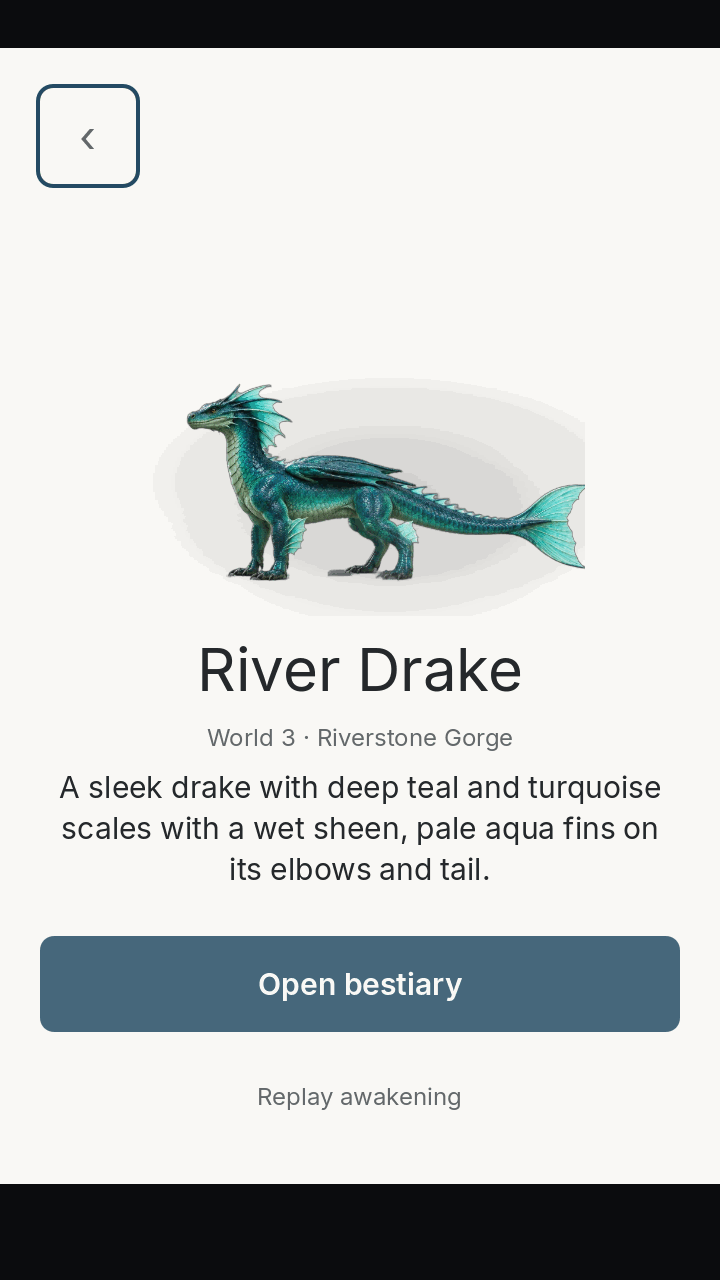 ‹
River Drake
World 3 · Riverstone Gorge
A sleek drake with deep teal and turquoise
scales with a wet sheen, pale aqua fins on
its elbows and tail.
Open bestiary
Replay awakening